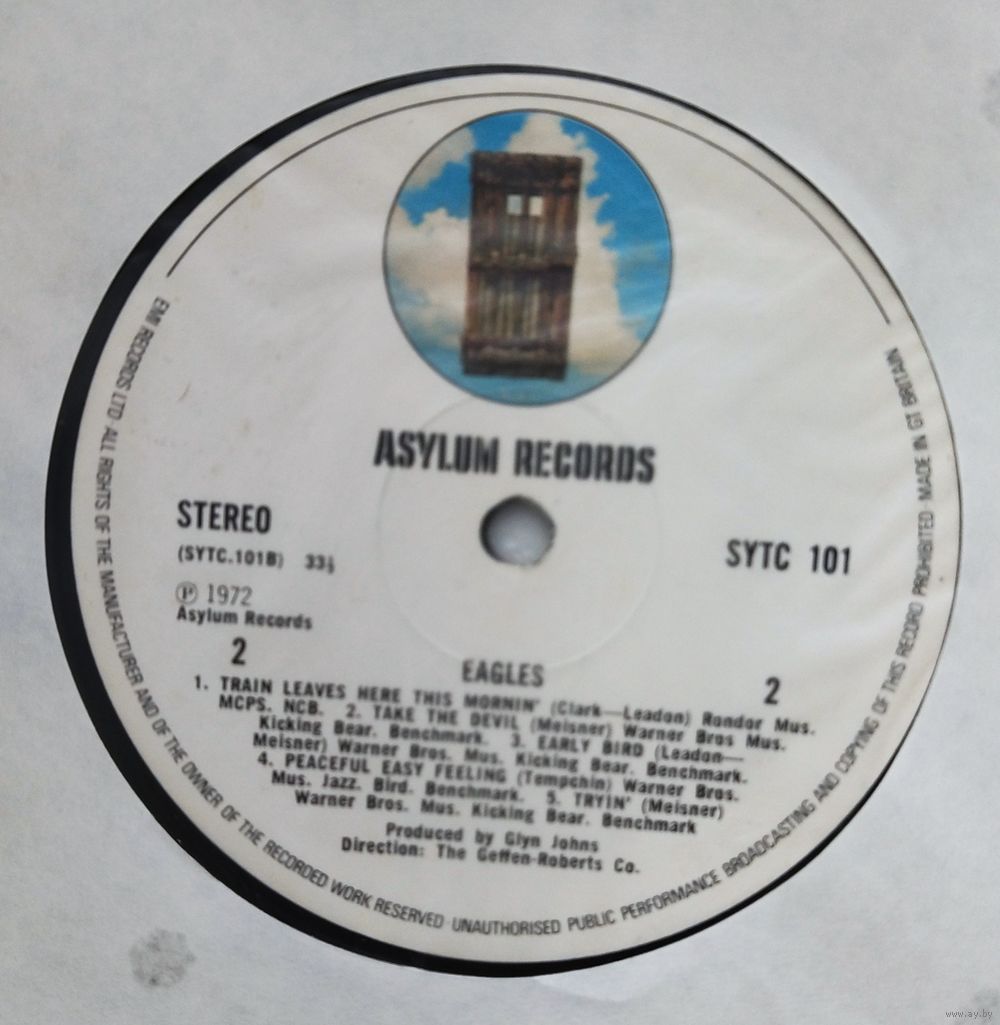 ASYLUM RECORDS
STEREO
(SYTC.101B) 33⅓
SYTC 101
Ⓟ 1972
Asylum Records
2
2
EAGLES
1. TRAIN LEAVES HERE THIS MORNIN' (Clark—Leadon) Rondor Mus.
MCPS. NCB. 2. TAKE THE DEVIL (Meisner) Warner Bros Mus.
Kicking Bear. Benchmark. 3. EARLY BIRD (Leadon—
Meisner) Warner Bros. Mus. Kicking Bear. Benchmark.
4. PEACEFUL EASY FEELING (Tempchin) Warner Bros.
Mus. Jazz. Bird. Benchmark. 5. TRYIN' (Meisner)
Warner Bros. Mus. Kicking Bear. Benchmark
Produced by Glyn Johns
Direction: The Geffen-Roberts Co.
EMI RECORDS LTD · ALL RIGHTS OF THE MANUFACTURER AND OF THE OWNER OF THE RECORDED WORK RESERVED · UNAUTHORISED PUBLIC PERFORMANCE BROADCASTING AND COPYING OF THIS RECORD PROHIBITED · MADE IN GT BRITAIN
www.ay.by